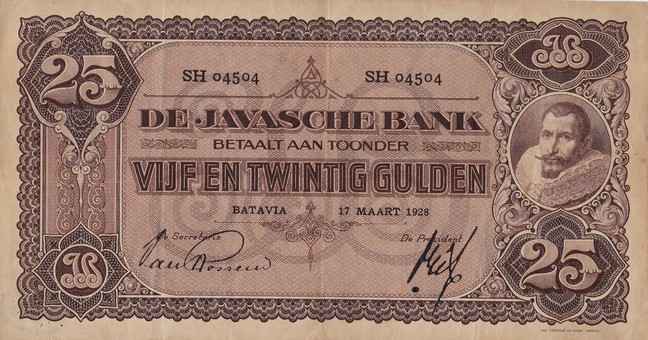 25
SH 04504 SH 04504
DE JAVASCHE BANK
BETAALT AAN TOONDER
VIJF EN TWINTIG GULDEN
BATAVIA 17 MAART 1928
De Secretaris De President
25